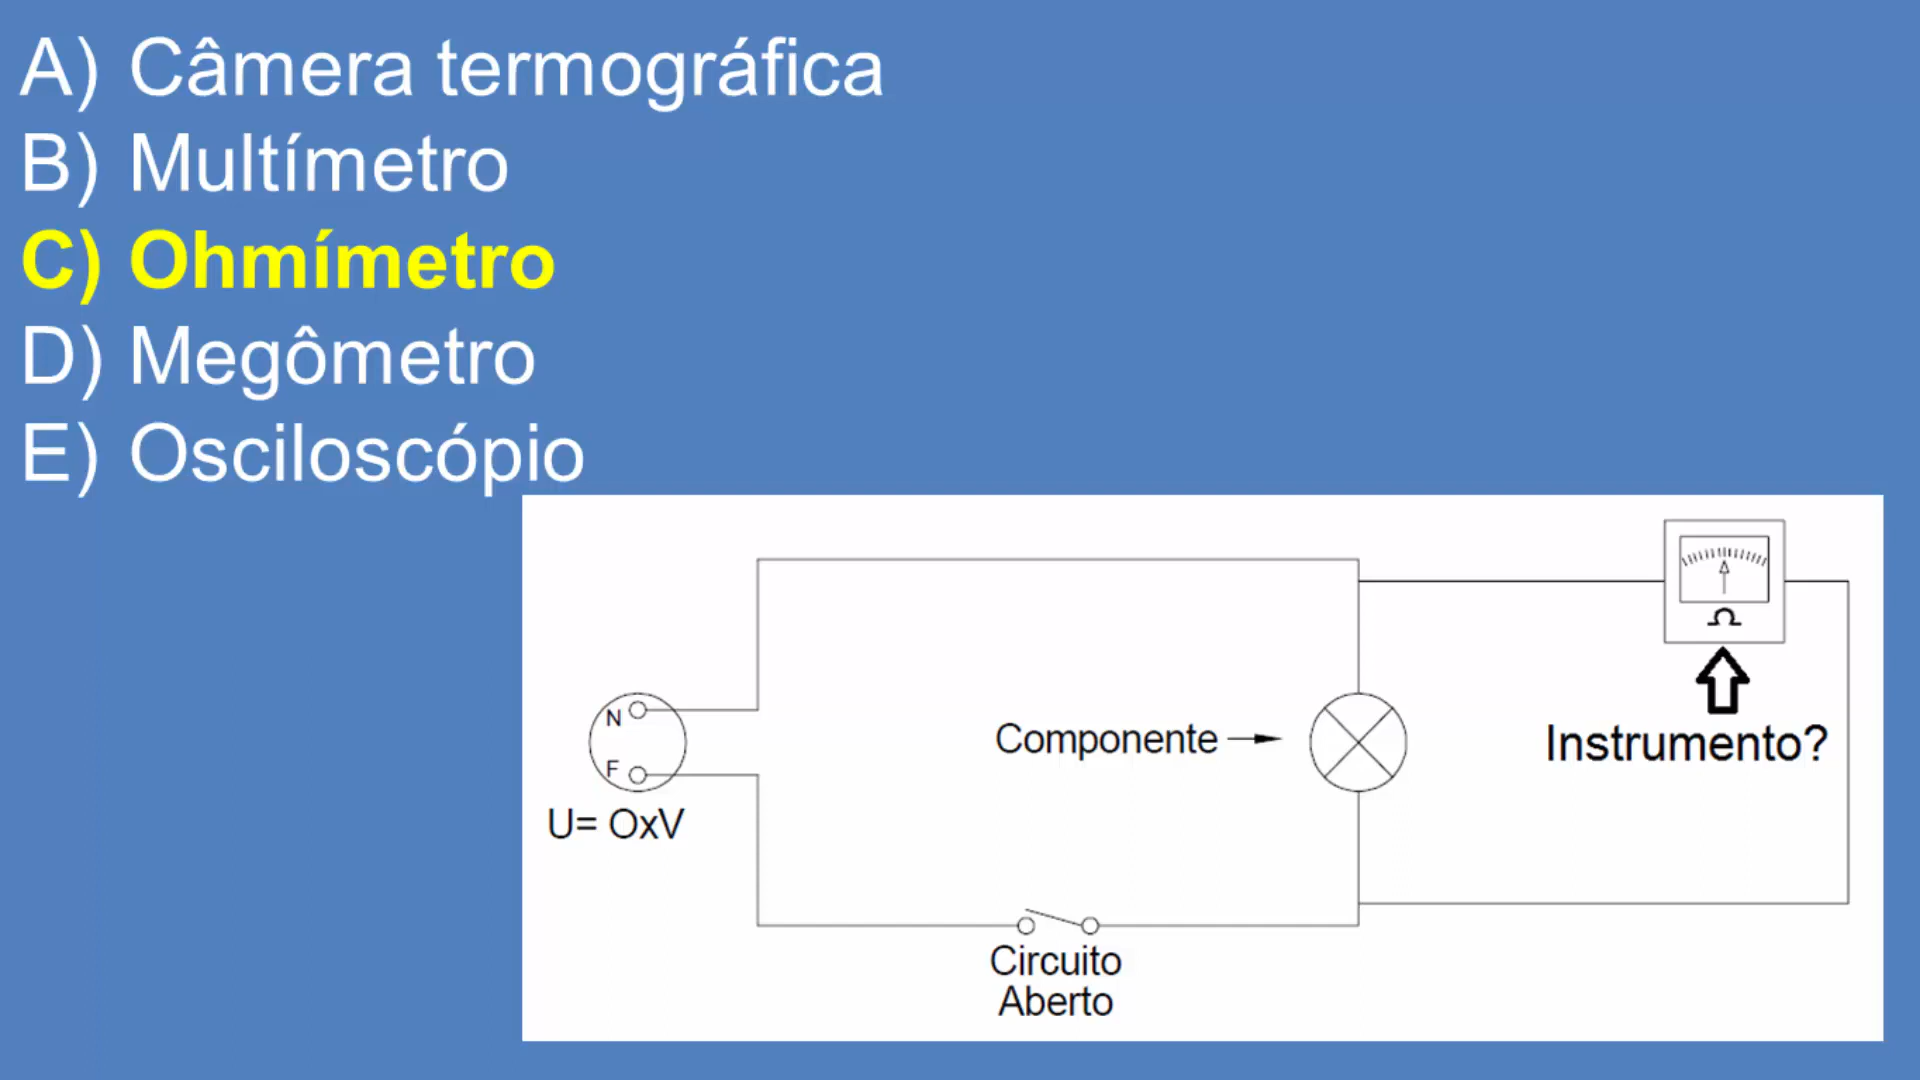 A) Câmera termográfica
B) Multímetro
C) Ohmímetro
D) Megômetro
E) Osciloscópio
Ω
N
Componente
Instrumento?
F
U= OxV
Circuito
Aberto